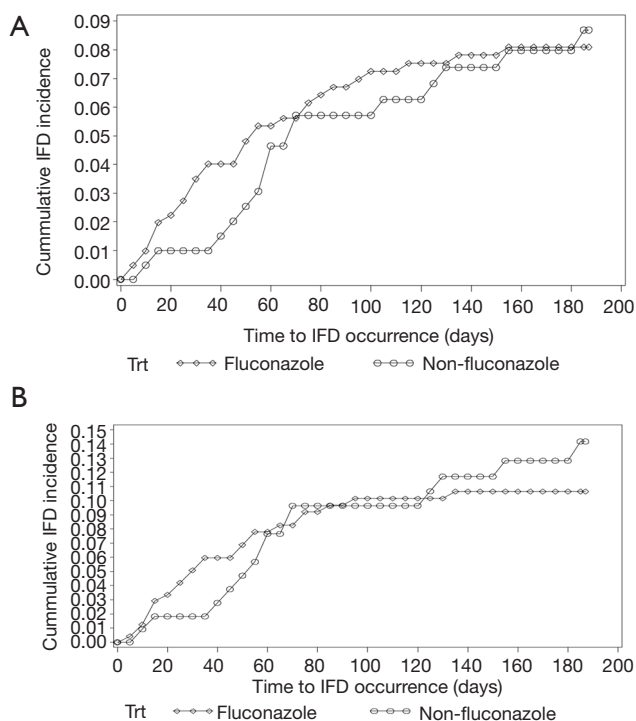 A
Cummulative IFD incidence
0.09
0.08
0.07
0.06
0.05
0.04
0.03
0.02
0.01
0.00
0 20 40 60 80 100 120 140 160 180 200
Time to IFD occurrence (days)
Trt Fluconazole Non-fluconazole
B
Cummulative IFD incidence
0.15
0.14
0.13
0.12
0.11
0.10
0.09
0.08
0.07
0.06
0.05
0.04
0.03
0.02
0.01
0.00
0 20 40 60 80 100 120 140 160 180 200
Time to IFD occurrence (days)
Trt Fluconazole Non-fluconazole